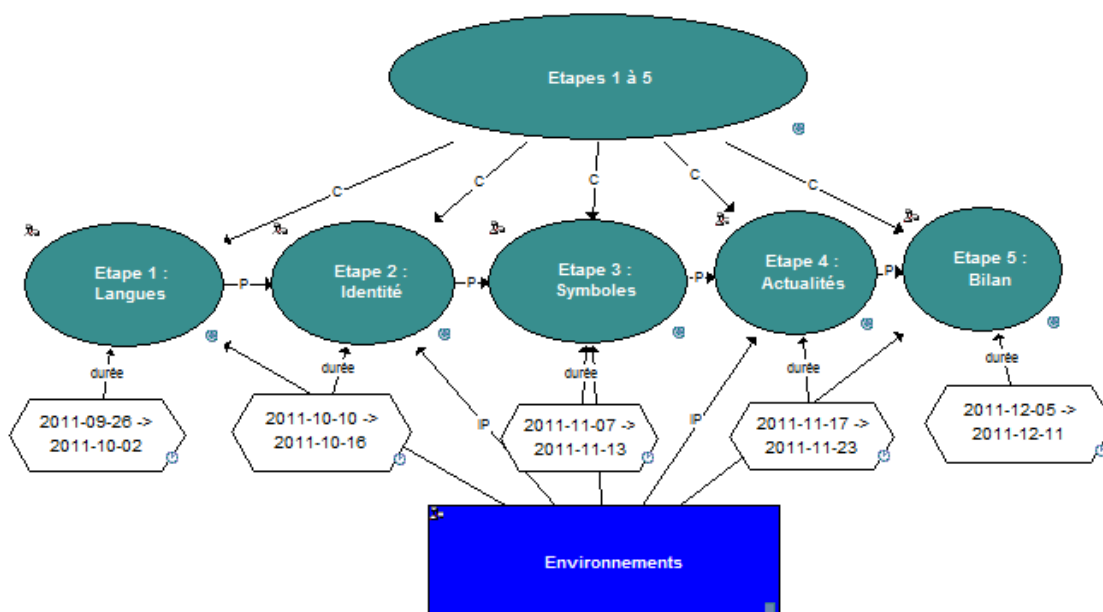 Etapes 1 à 5
C
C
C
C
C
Etape 1 :
Langues
P
Etape 2 :
Identité
P
Etape 3 :
Symboles
P
Etape 4 :
Actualités
P
Etape 5 :
Bilan
durée
durée
durée
durée
durée
2011-09-26 ->
2011-10-02
2011-10-10 ->
2011-10-16
IP
2011-11-07 ->
2011-11-13
IP
2011-11-17 ->
2011-11-23
2011-12-05 ->
2011-12-11
Environnements